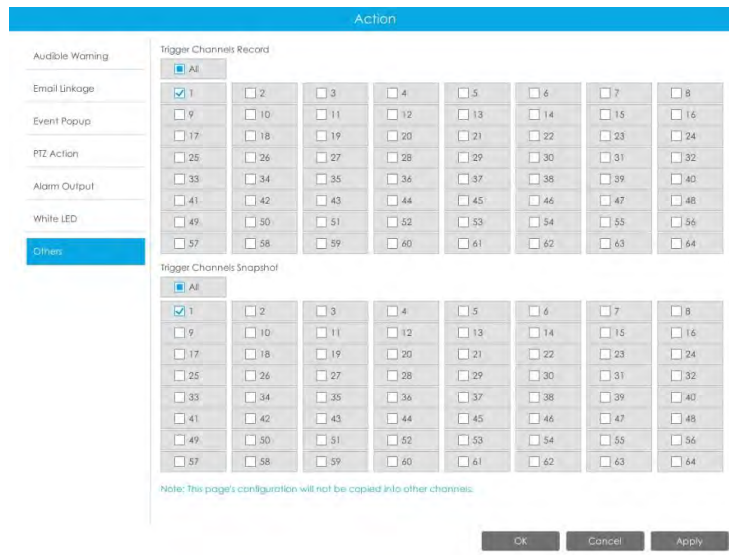 Action
Audible Warning
Email Linkage
Event Popup
PTZ Action
Alarm Output
White LED
Others
Trigger Channels Record
All
1 2 3 4 5 6 7 8
9 10 11 12 13 14 15 16
17 18 19 20 21 22 23 24
25 26 27 28 29 30 31 32
33 34 35 36 37 38 39 40
41 42 43 44 45 46 47 48
49 50 51 52 53 54 55 56
57 58 59 60 61 62 63 64
Trigger Channels Snapshot
All
1 2 3 4 5 6 7 8
9 10 11 12 13 14 15 16
17 18 19 20 21 22 23 24
25 26 27 28 29 30 31 32
33 34 35 36 37 38 39 40
41 42 43 44 45 46 47 48
49 50 51 52 53 54 55 56
57 58 59 60 61 62 63 64
Note: This page's configuration will not be copied into other channels.
OK Cancel Apply